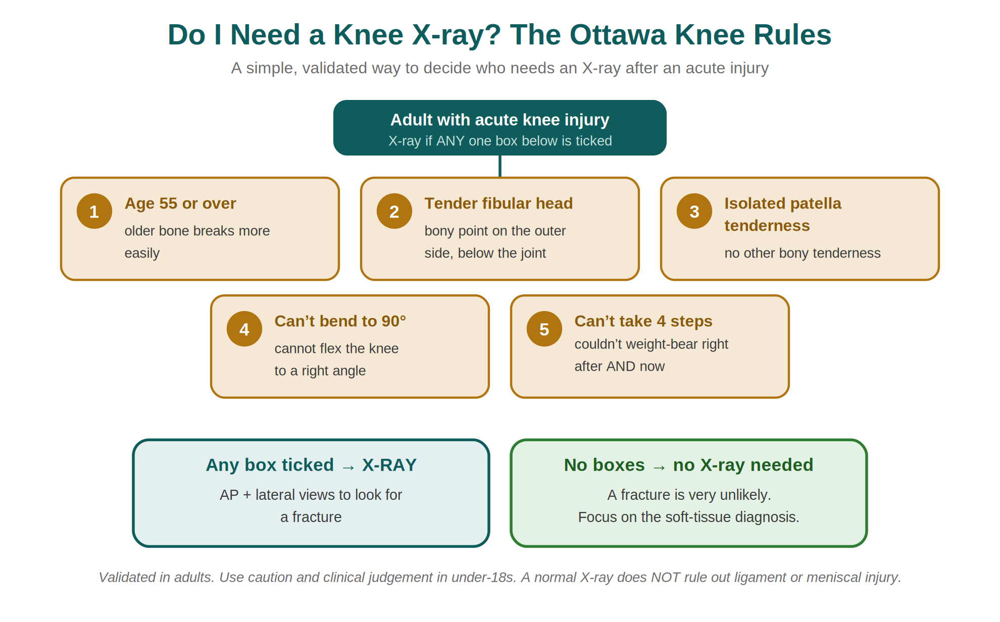 Do I Need a Knee X-ray? The Ottawa Knee Rules
A simple, validated way to decide who needs an X-ray after an acute injury
Adult with acute knee injury
X-ray if ANY one box below is ticked
1
Age 55 or over
older bone breaks more
easily
2
Tender fibular head
bony point on the outer
side, below the joint
3
Isolated patella
tenderness
no other bony tenderness
4
Can’t bend to 90°
cannot flex the knee
to a right angle
5
Can’t take 4 steps
couldn’t weight-bear right
after AND now
Any box ticked → X-RAY
AP + lateral views to look for
a fracture
No boxes → no X-ray needed
A fracture is very unlikely.
Focus on the soft-tissue diagnosis.
Validated in adults. Use caution and clinical judgement in under-18s. A normal X-ray does NOT rule out ligament or meniscal injury.